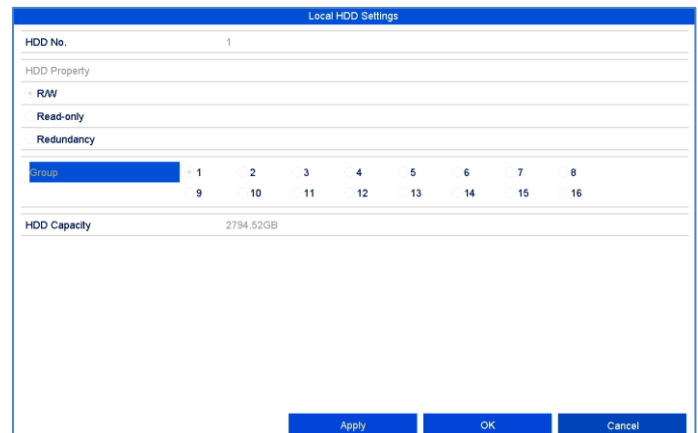 Local HDD Settings
HDD No. 1
HDD Property
R/W
Read-only
Redundancy
Group 1 2 3 4 5 6 7 8
9 10 11 12 13 14 15 16
HDD Capacity 2794.52GB
Apply OK Cancel